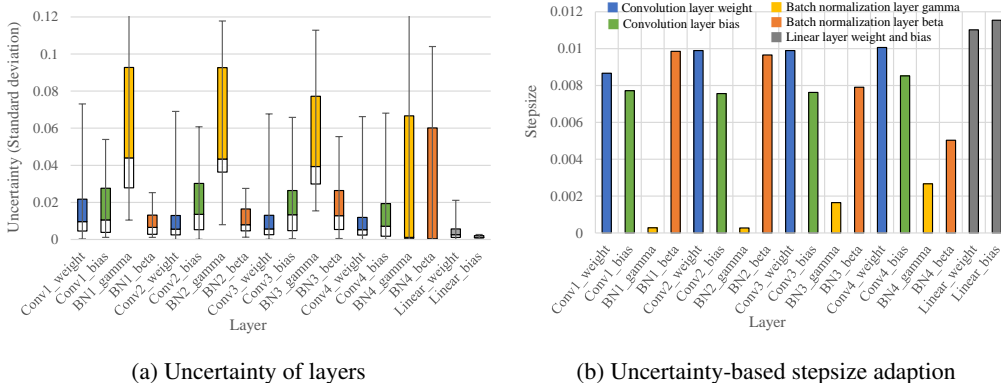 Uncertainty (Standard deviation)
0.12
0.1
0.08
0.06
0.04
0.02
0
Conv1_weight
Conv1_bias
BN1_gamma
BN1_beta
Conv2_weight
Conv2_bias
BN2_gamma
BN2_beta
Conv3_weight
Conv3_bias
BN3_gamma
BN3_beta
Conv4_weight
Conv4_bias
BN4_gamma
BN4_beta
Linear_weight
Linear_bias
Layer
(a) Uncertainty of layers
Stepsize
0.012
0.01
0.008
0.006
0.004
0.002
0
Convolution layer weight
Convolution layer bias
Batch normalization layer gamma
Batch normalization layer beta
Linear layer weight and bias
Conv1_weight
Conv1_bias
BN1_gamma
BN1_beta
Conv2_weight
Conv2_bias
BN2_gamma
BN2_beta
Conv3_weight
Conv3_bias
BN3_gamma
BN3_beta
Conv4_weight
Conv4_bias
BN4_gamma
BN4_beta
Linear_weight
Linear_bias
Layer
(b) Uncertainty-based stepsize adaption